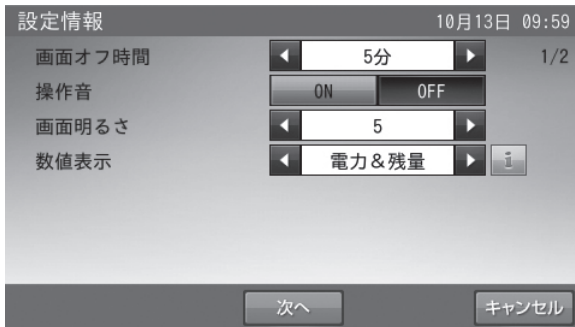 設定情報 10月13日 09:59
画面オフ時間 5分 1/2
操作音 ON OFF
画面明るさ 5
数値表示 電力&残量 i
次へ キャンセル